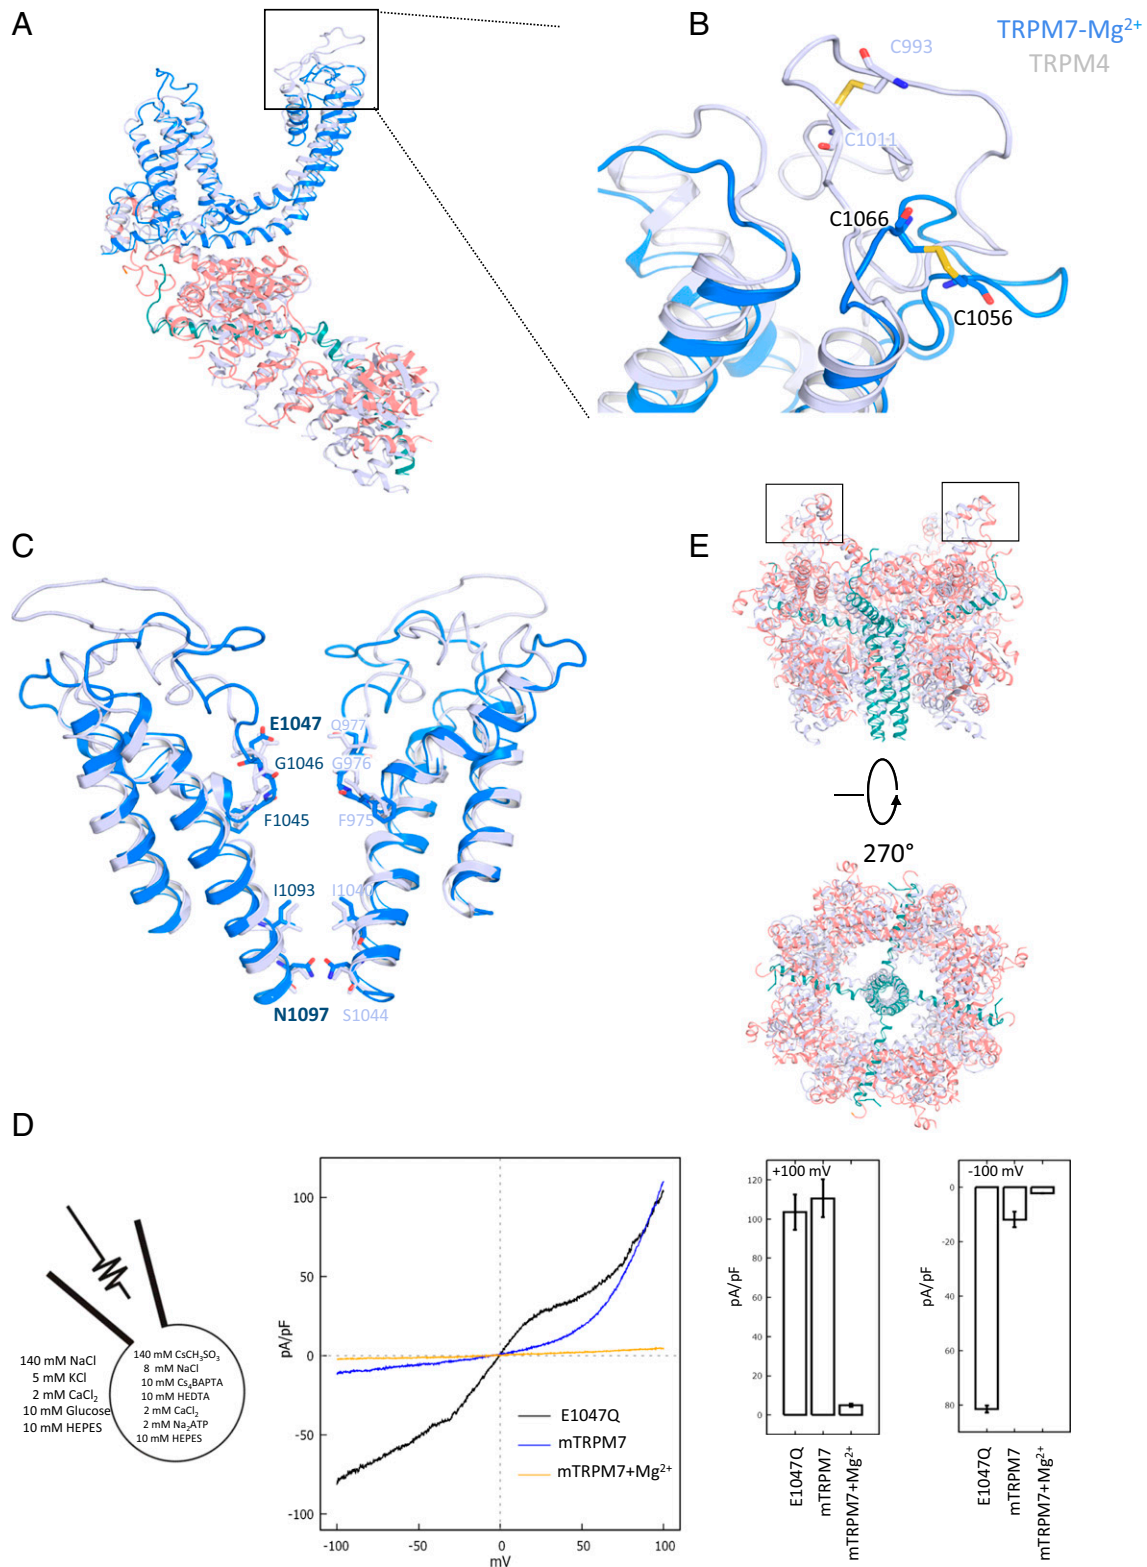 A
B
TRPM7-Mg²⁺
TRPM4
C993
C1011
C1066
C1056
C
E1047
Q977
G1046
G976
F1045
F975
I1093
I1040
N1097
S1044
E
270°
D
140 mM NaCl
5 mM KCl
2 mM CaCl₂
10 mM Glucose
10 mM HEPES
140 mM CsCH₃SO₃
8 mM NaCl
10 mM Cs₄BAPTA
10 mM HEDTA
2 mM CaCl₂
2 mM Na₂ATP
10 mM HEPES
pA/pF
100
50
0
-50
-100
-100
-50
0
50
100
mV
E1047Q
mTRPM7
mTRPM7+Mg²⁺
+100 mV
pA/pF
120
100
80
60
40
20
0
E1047Q
mTRPM7
mTRPM7+Mg²⁺
-100 mV
pA/pF
0
-20
-40
-60
80
E1047Q
mTRPM7
mTRPM7+Mg²⁺